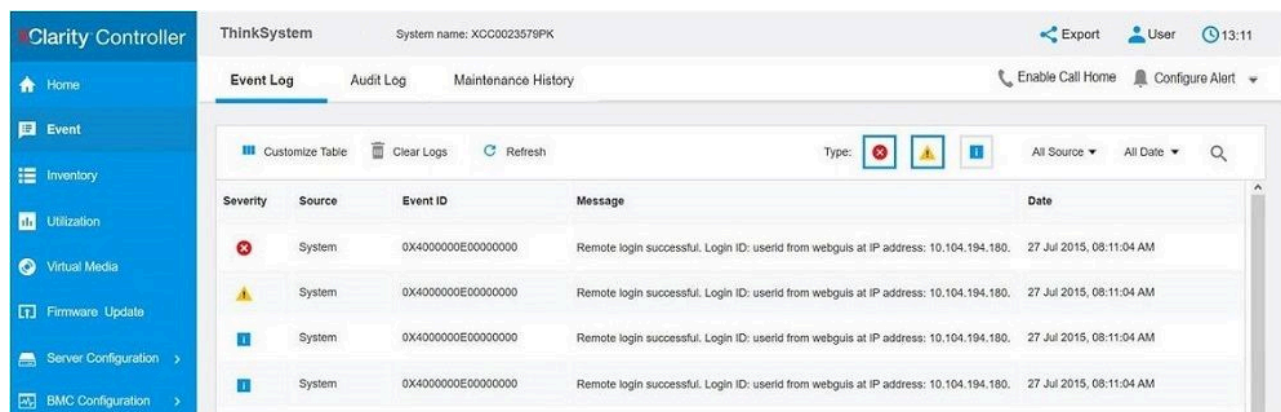 Clarity Controller
ThinkSystem
System name: XCC0023579PK
Export
User
13:11
Home
Event
Inventory
Utilization
Virtual Media
Firmware Update
Server Configuration >
BMC Configuration >
Event Log
Audit Log
Maintenance History
Enable Call Home
Configure Alert
Customize Table
Clear Logs
Refresh
Type:
All Source
All Date
Severity Source Event ID Message Date
System 0X4000000E00000000 Remote login successful. Login ID: userid from webguis at IP address: 10.104.194.180. 27 Jul 2015, 08:11:04 AM
System 0X4000000E00000000 Remote login successful. Login ID: userid from webguis at IP address: 10.104.194.180. 27 Jul 2015, 08:11:04 AM
System 0X4000000E00000000 Remote login successful. Login ID: userid from webguis at IP address: 10.104.194.180. 27 Jul 2015, 08:11:04 AM
System 0X4000000E00000000 Remote login successful. Login ID: userid from webguis at IP address: 10.104.194.180. 27 Jul 2015, 08:11:04 AM